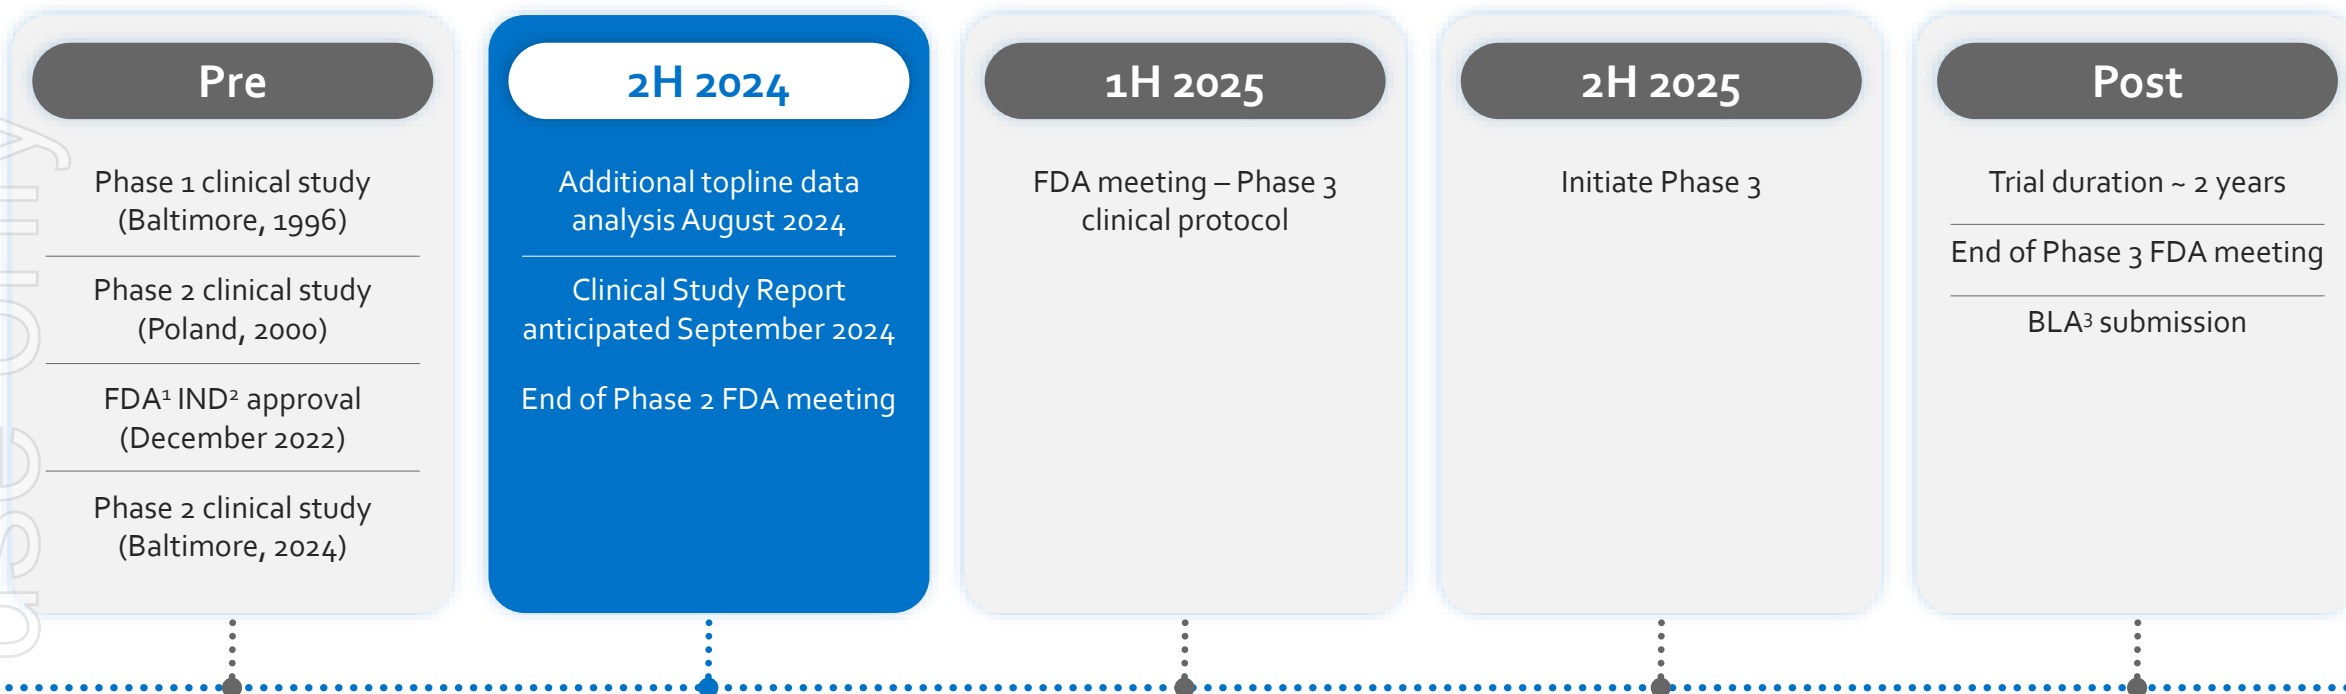 Pre
Phase 1 clinical study
(Baltimore, 1996)
Phase 2 clinical study
(Poland, 2000)
FDA¹ IND² approval
(December 2022)
Phase 2 clinical study
(Baltimore, 2024)
2H 2024
Additional topline data
analysis August 2024
Clinical Study Report
anticipated September 2024
End of Phase 2 FDA meeting
1H 2025
FDA meeting – Phase 3
clinical protocol
2H 2025
Initiate Phase 3
Post
Trial duration ~ 2 years
End of Phase 3 FDA meeting
BLA³ submission
use only